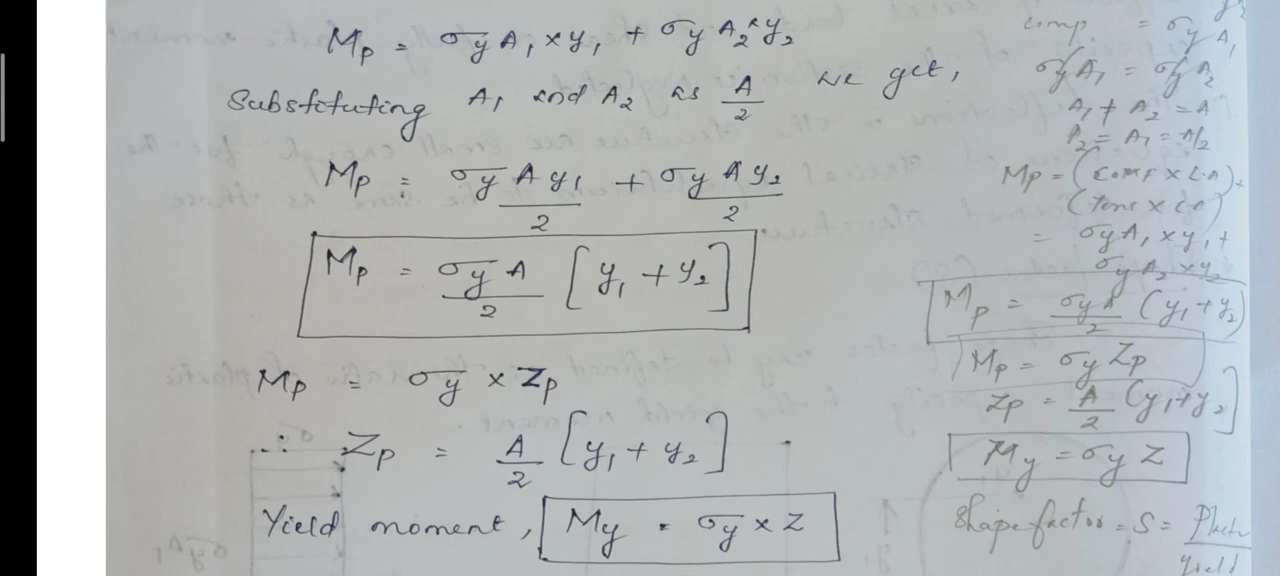 Mp = σy A1 × y1 + σy A2 × y2
Substituting A1 and A2 as A/2 we get,
Mp = σy A y1 / 2 + σy A y2 / 2
Mp = σy A / 2 [y1 + y2]
Mp = σy × Zp
∴ Zp = A/2 [y1 + y2]
Yield moment, My = σy × Z
comp = σy A1
σy A1 = σy A2
A1 + A2 = A
A2 = A1 = A/2
Mp = (comp × LA) +
(tens × LA)
= σy A1 × y1 +
σy A2 × y2
Mp = σy A / 2 (y1 + y2)
Mp = σy Zp
Zp = A/2 (y1 + y2]
My = σy Z
Shape factor = S =
yield